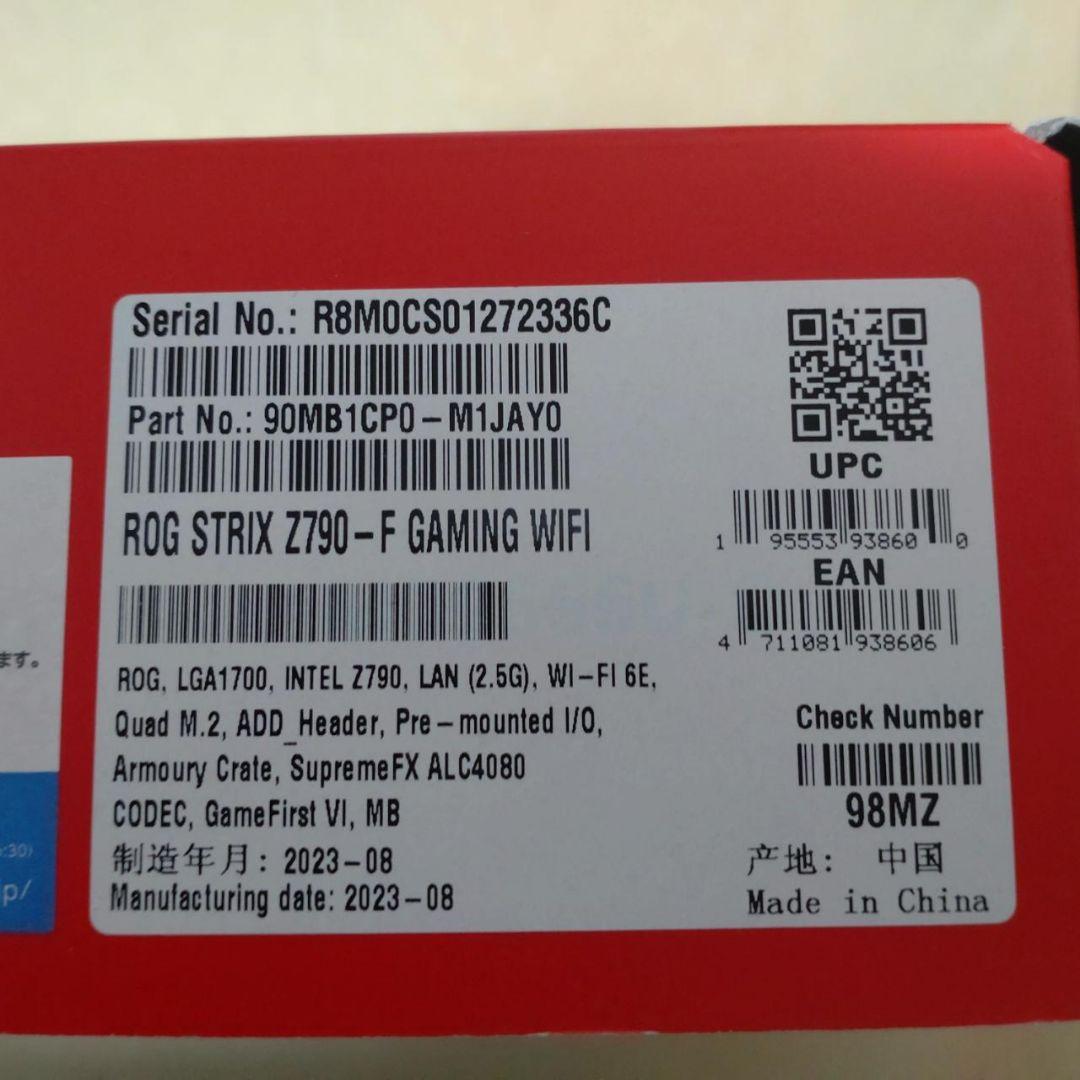 Serial No.: R8M0CS01272336C
Part No.: 90MB1CP0-M1JAY0
ROG STRIX Z790-F GAMING WIFI
ROG, LGA1700, INTEL Z790, LAN (2.5G), WI-FI 6E,
Quad M.2, ADD_Header, Pre-mounted I/O,
Armoury Crate, SupremeFX ALC4080
CODEC, GameFirst VI, MB
制造年月: 2023-08
Manufacturing date: 2023-08
UPC
1 95553 93860 0
EAN
4 711081 938606
Check Number
98MZ
产地: 中国
Made in China
ます。
:30)
jp/